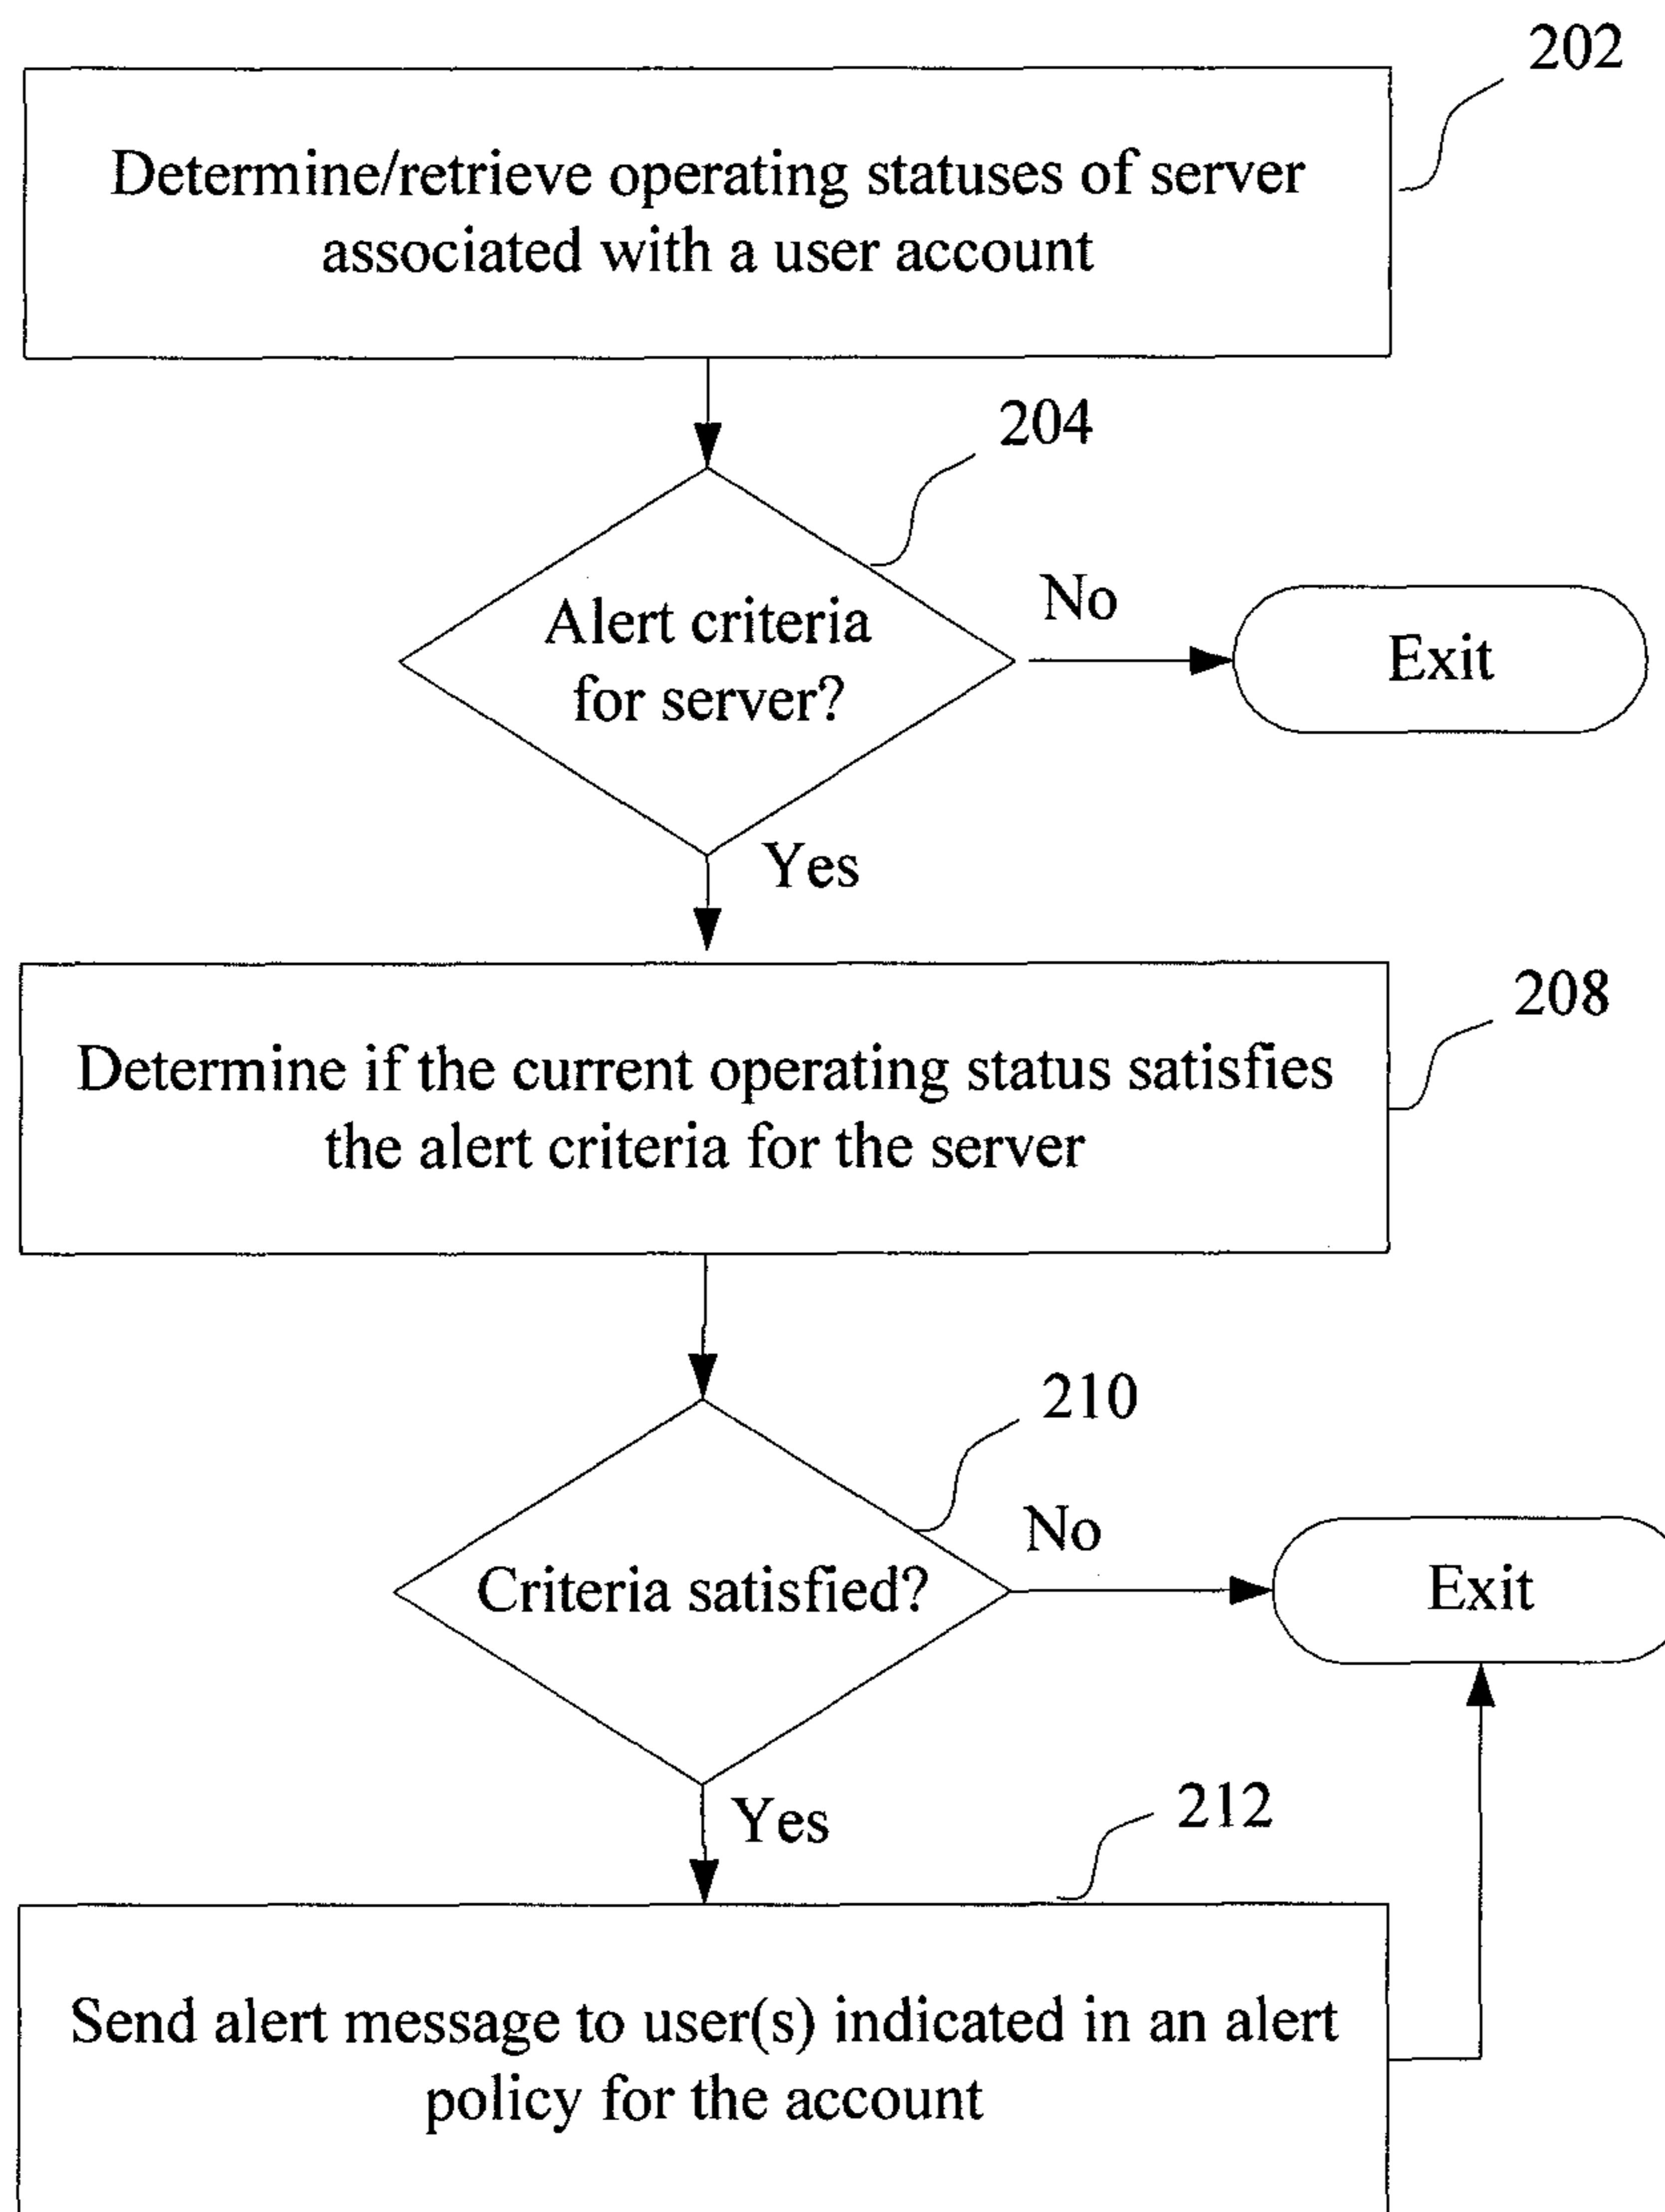 202
Determine/retrieve operating statuses of server
associated with a user account
204
Alert criteria
for server?
No
Exit
Yes
208
Determine if the current operating status satisfies
the alert criteria for the server
210
Criteria satisfied?
No
Exit
Yes
212
Send alert message to user(s) indicated in an alert
policy for the account